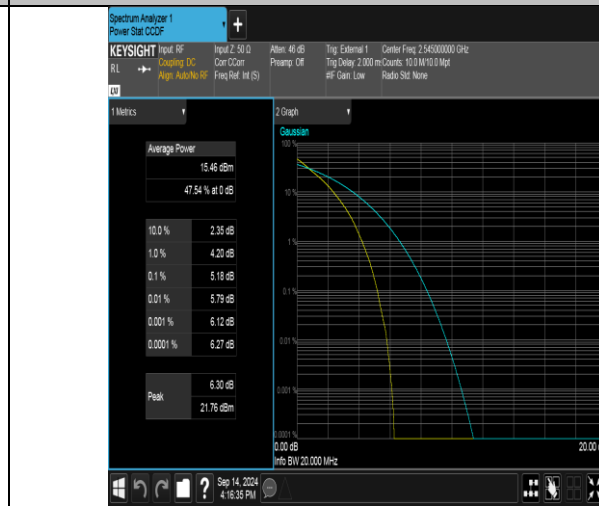 Spectrum Analyzer 1
Power Stat CCDF
+
KEYSIGHT Input: RF Input Z: 50 Ω Atten: 46 dB Trig: External 1 Center Freq: 2.545000000 GHz
RL Coupling: DC Corr CCorr Preamp: Off Trig Delay: 2.000 m Counts: 10.0 M/10.0 Mpt
Align: Auto/No RF Freq Ref: Int (S) #IF Gain: Low Radio Std: None
LXI
1 Metrics
Average Power
15.46 dBm
47.54 % at 0 dB
10.0 % 2.35 dB
1.0 % 4.20 dB
0.1 % 5.18 dB
0.01 % 5.79 dB
0.001 % 6.12 dB
0.0001 % 6.27 dB
Peak
6.30 dB
21.76 dBm
2 Graph
Gaussian
100 %
10 %
1 %
0.1 %
0.01 %
0.001 %
0.0001 %
0.00 dB 20.00
Info BW 20.000 MHz
? Sep 14, 2024
4:16:35 PM